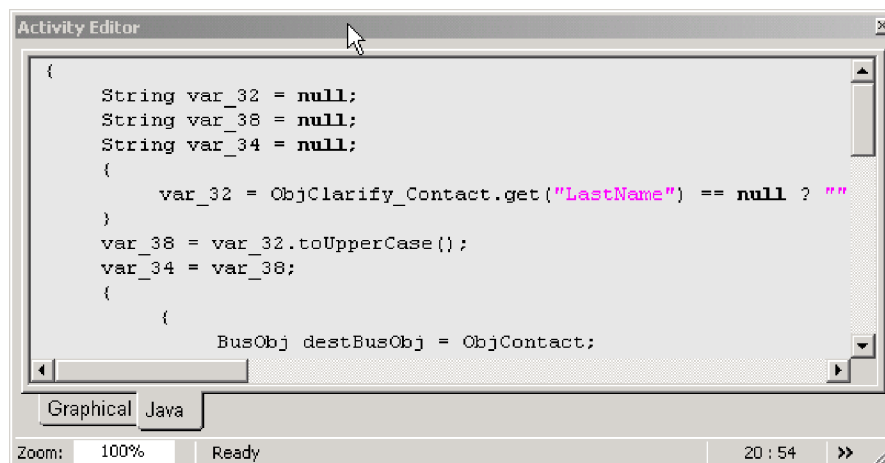 Activity Editor
{
String var_32 = null;
String var_38 = null;
String var_34 = null;
{
var_32 = ObjClarify_Contact.get("LastName") == null ? ""
}
var_38 = var_32.toUpperCase();
var_34 = var_38;
{
{
BusObj destBusObj = ObjContact;
Graphical Java
Zoom: 100% Ready 20 : 54 »